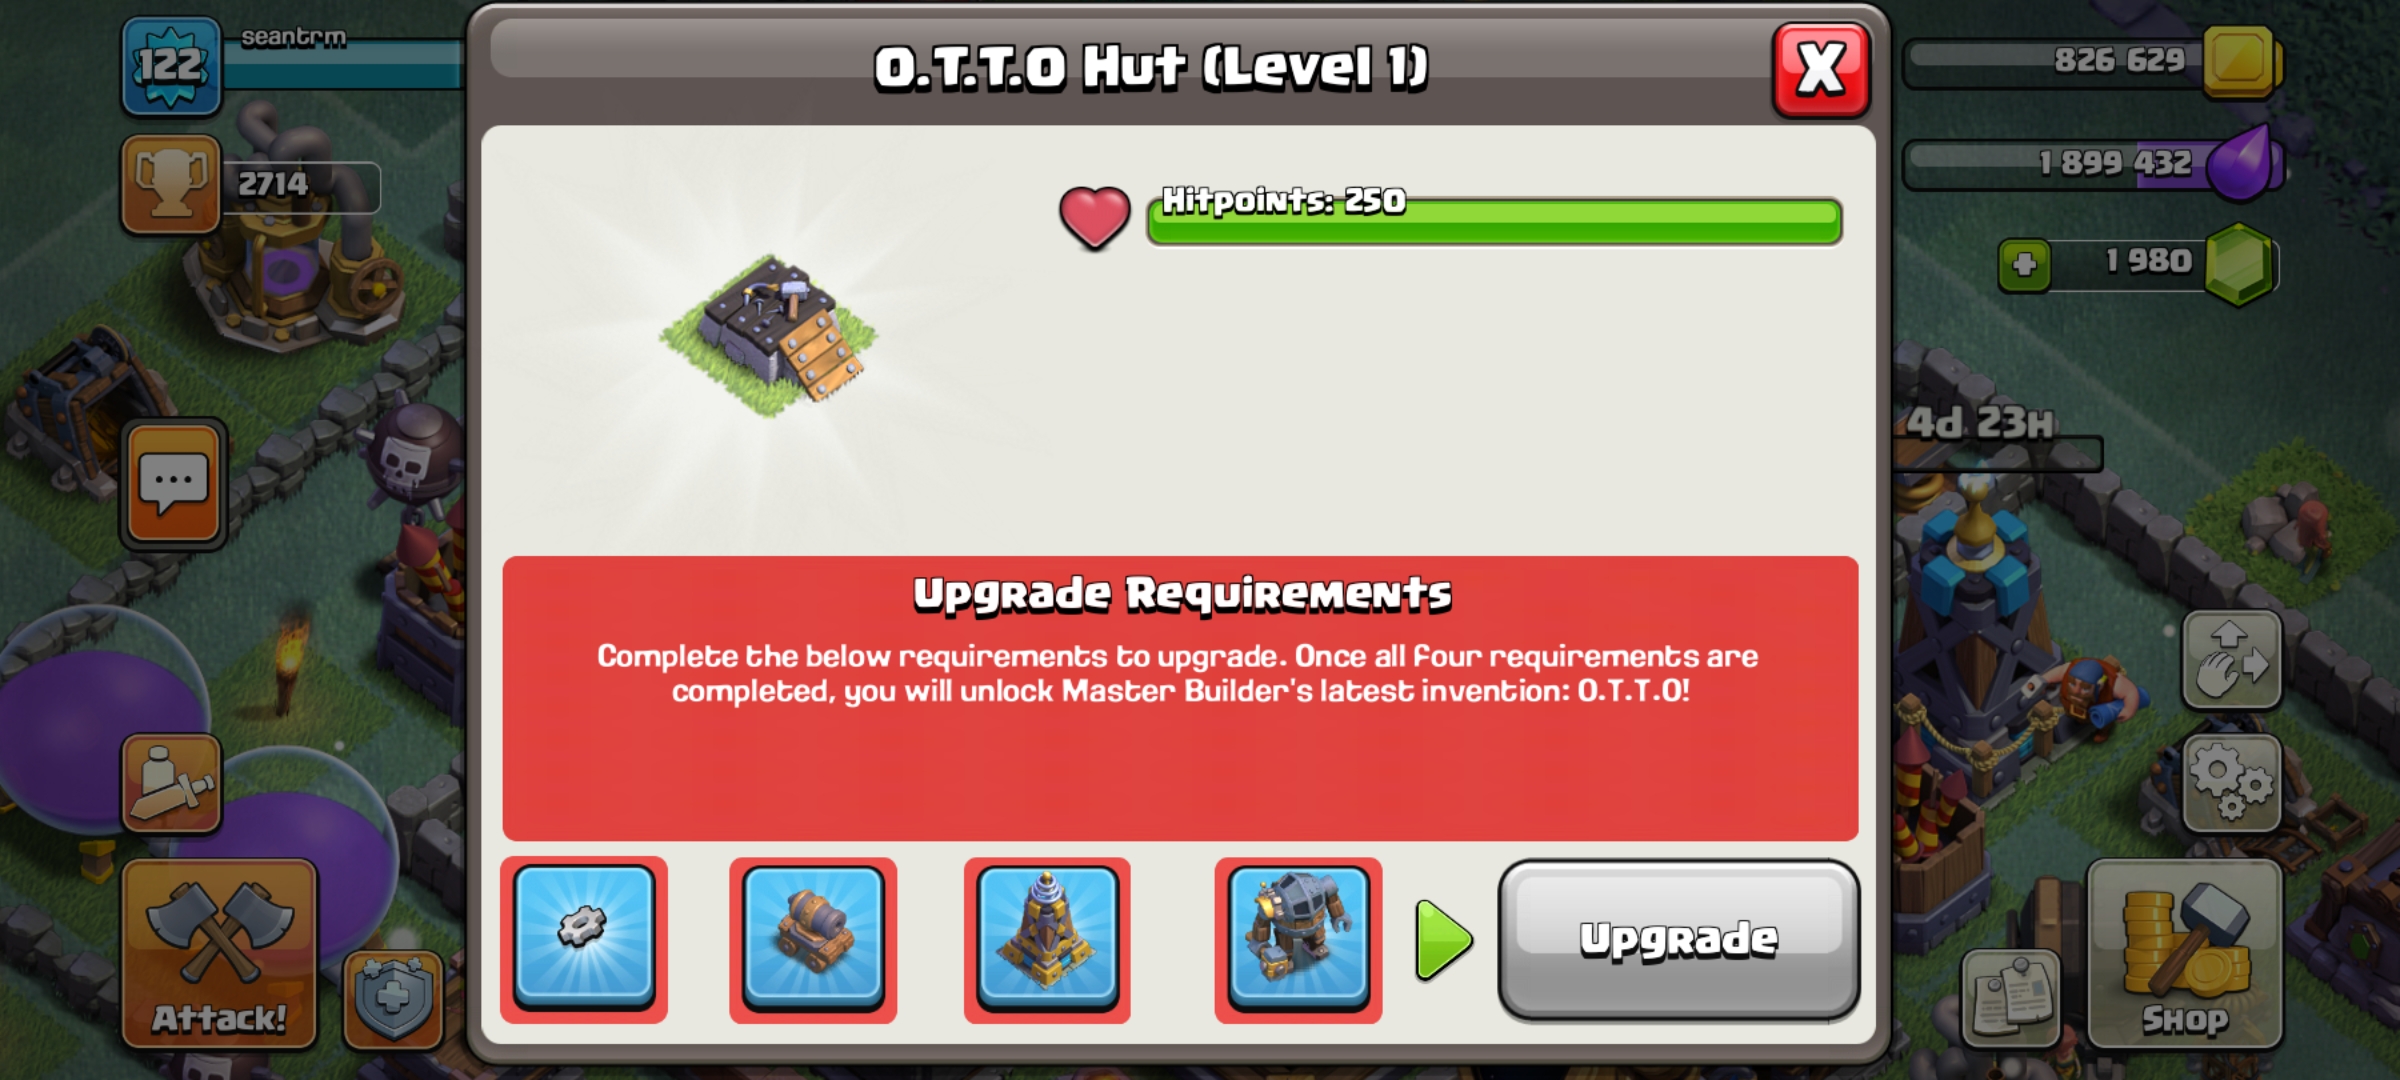 122
seantrm
2714
O.T.T.O Hut (Level 1)
X
826 629
1 899 432
1 980
Hitpoints: 250
4d 23H
Upgrade Requirements
Complete the below requirements to upgrade. Once all four requirements are
completed, you will unlock Master Builder's latest invention: O.T.T.O!
Upgrade
Attack!
Shop